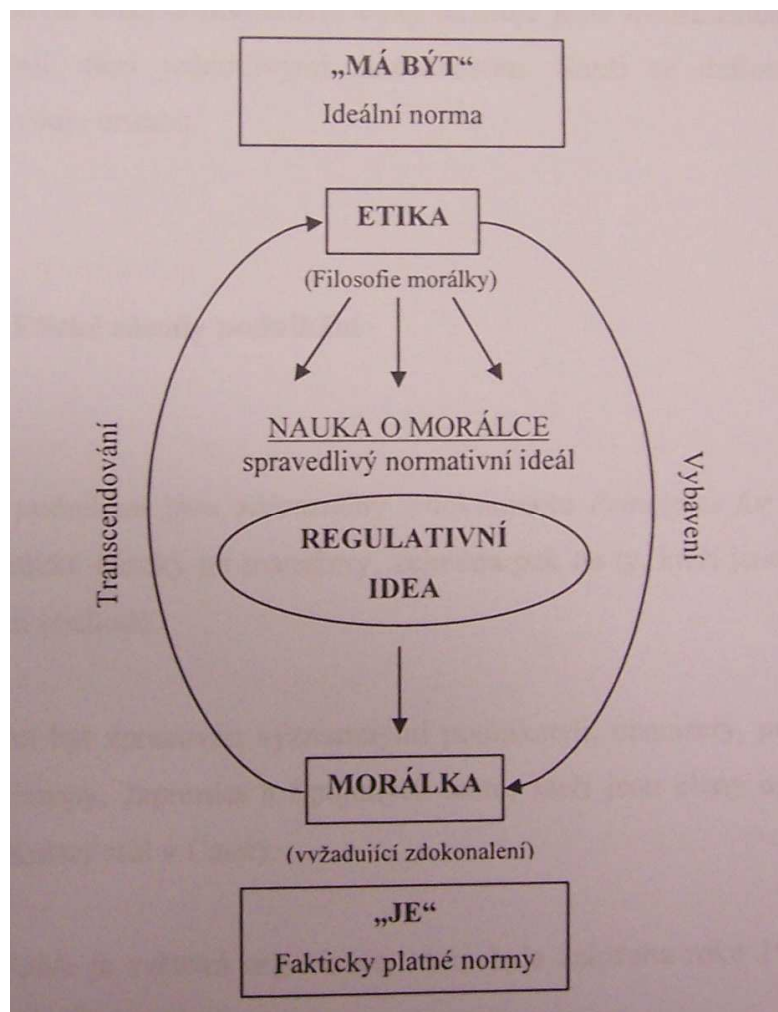 „MÁ BÝT“
Ideální norma
ETIKA
(Filosofie morálky)
NAUKA O MORÁLCE
spravedlivý normativní ideál
REGULATIVNÍ
IDEA
Transcendování
Vybavení
MORÁLKA
(vyžadující zdokonalení)
„JE“
Fakticky platné normy